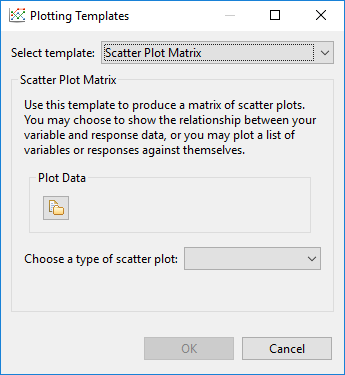 Plotting Templates
Select template: Scatter Plot Matrix
Scatter Plot Matrix
Use this template to produce a matrix of scatter plots.
You may choose to show the relationship between your
variable and response data, or you may plot a list of
variables or responses against themselves.
Plot Data
Choose a type of scatter plot:
OK Cancel